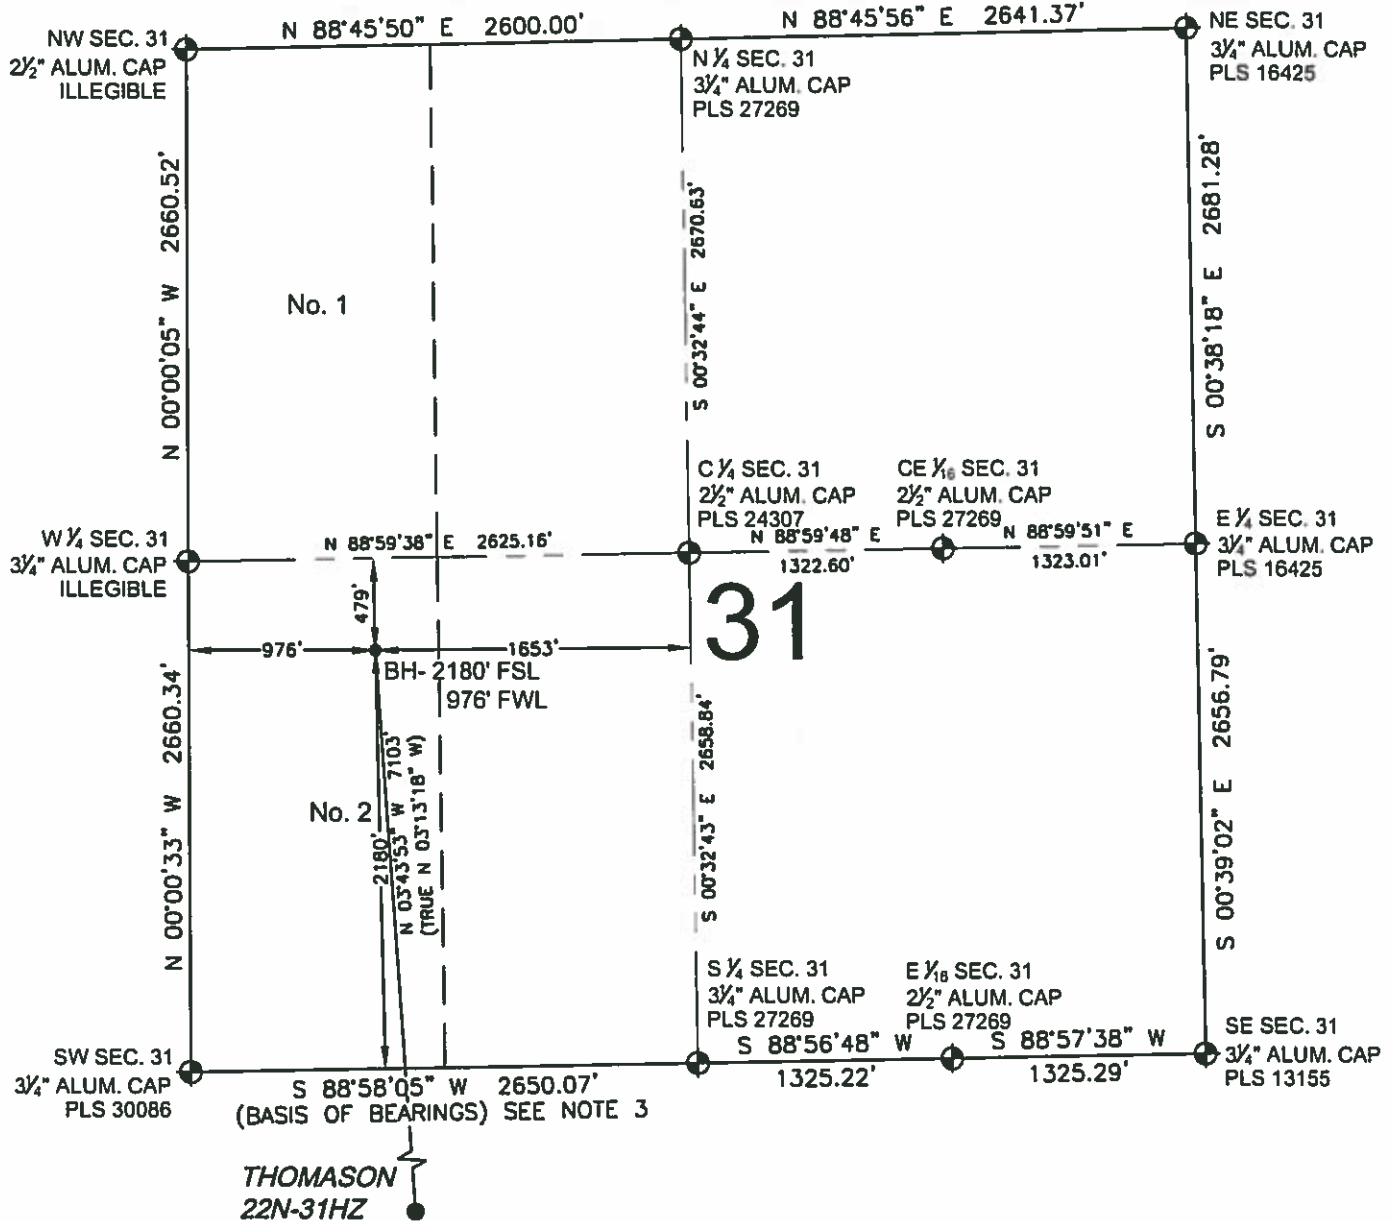 N 88°45'50" E 2600.00'
N 88°45'56" E 2641.37'
NW SEC. 31
2½" ALUM. CAP
ILLEGIBLE
N ¼ SEC. 31
3¼" ALUM. CAP
PLS 27269
NE SEC. 31
3¼" ALUM. CAP
PLS 16425
N 00°00'05" W 2660.52'
S 00°32'44" E 2670.63'
S 00°38'18" E 2681.28'
No. 1
C ¼ SEC. 31
2½" ALUM. CAP
PLS 24307
CE 1⁄16 SEC. 31
2½" ALUM. CAP
PLS 27269
W ¼ SEC. 31
3¼" ALUM. CAP
ILLEGIBLE
N 88°59'38" E 2625.16'
N 88°59'48" E
1322.60'
N 88°59'51" E
1323.01'
E ¼ SEC. 31
3¼" ALUM. CAP
PLS 16425
479'
31
976'
1653'
BH- 2180' FSL
976' FWL
N 00°00'33" W 2660.34'
No. 2
2180'
N 03°43'53" W 7103'
(TRUE N 03°13'18" W)
S 00°32'43" E 2658.84'
S 00°39'02" E 2656.79'
S ¼ SEC. 31
3¼" ALUM. CAP
PLS 27269
E 1⁄16 SEC. 31
2½" ALUM. CAP
PLS 27269
SW SEC. 31
3¼" ALUM. CAP
PLS 30086
S 88°58'05" W 2650.07'
(BASIS OF BEARINGS) SEE NOTE 3
S 88°56'48" W
1325.22'
S 88°57'38" W
1325.29'
SE SEC. 31
3¼" ALUM. CAP
PLS 13155
THOMASON
22N-31HZ